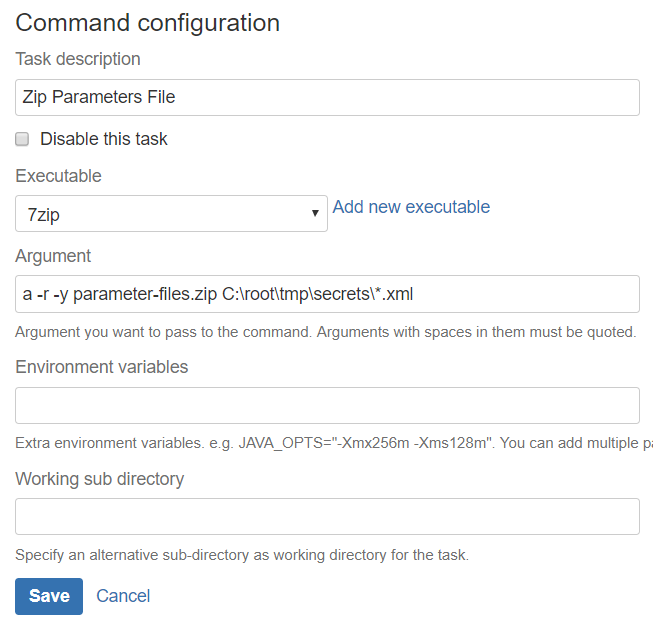 Command configuration
Task description
Zip Parameters File
Disable this task
Executable
7zip
Add new executable
Argument
a -r -y parameter-files.zip C:\root\tmp\secrets\*.xml
Argument you want to pass to the command. Arguments with spaces in them must be quoted.
Environment variables
Extra environment variables. e.g. JAVA_OPTS="-Xmx256m -Xms128m". You can add multiple
Working sub directory
Specify an alternative sub-directory as working directory for the task.
Save Cancel